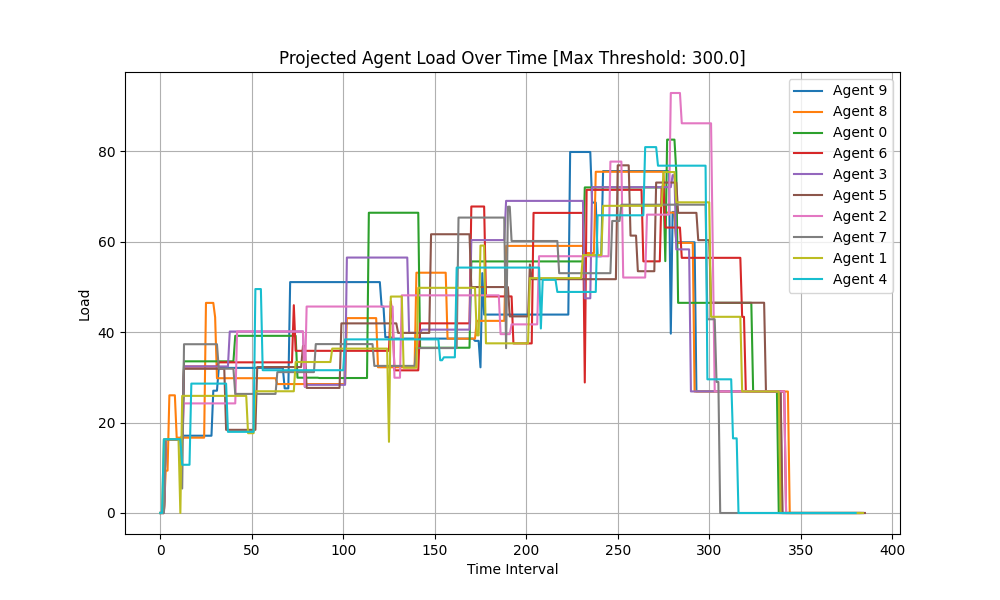 Projected Agent Load Over Time [Max Threshold: 300.0]
Agent 9
Agent 8
Agent 0
Agent 6
Agent 3
Agent 5
Agent 2
Agent 7
Agent 1
Agent 4
Load
80
60
40
20
0
0 50 100 150 200 250 300 350 400
Time Interval